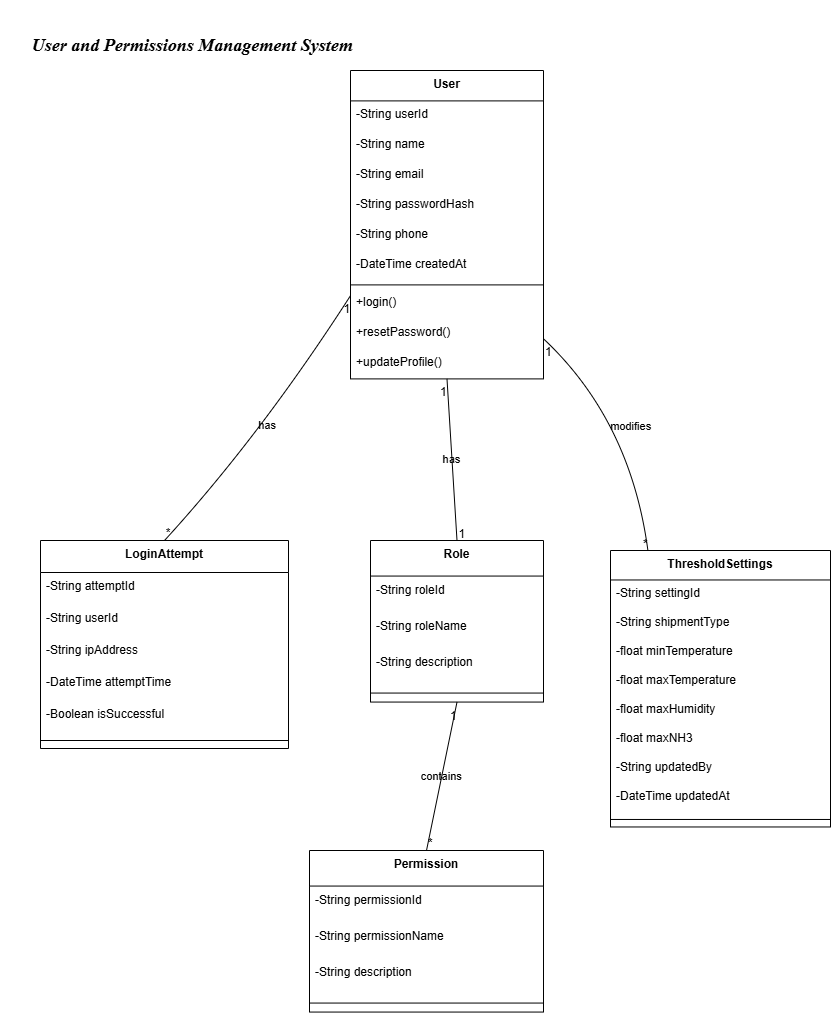 User and Permissions Management System
User
-String userId
-String name
-String email
-String passwordHash
-String phone
-DateTime createdAt
+login()
+resetPassword()
+updateProfile()
1
1
1
has
has
modifies
*
1
*
LoginAttempt
-String attemptId
-String userId
-String ipAddress
-DateTime attemptTime
-Boolean isSuccessful
Role
-String roleId
-String roleName
-String description
ThresholdSettings
-String settingId
-String shipmentType
-float minTemperature
-float maxTemperature
-float maxHumidity
-float maxNH3
-String updatedBy
-DateTime updatedAt
1
contains
*
Permission
-String permissionId
-String permissionName
-String description